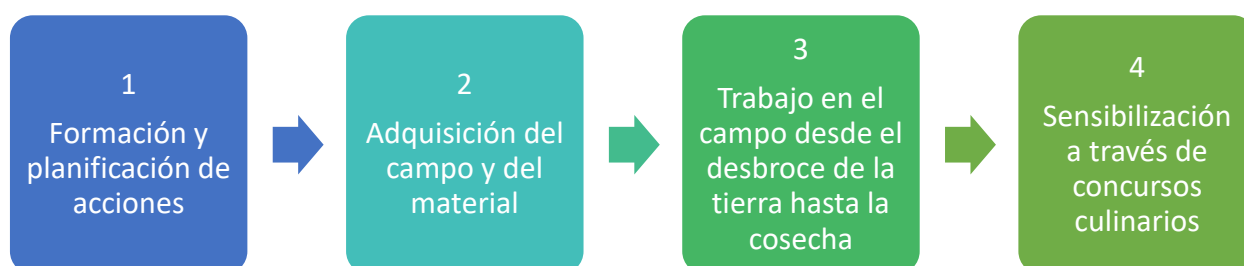 1
Formación y
planificación de
acciones
2
Adquisición del
campo y del
material
3
Trabajo en el
campo desde el
desbroce de la
tierra hasta la
cosecha
4
Sensibilización
a través de
concursos
culinarios